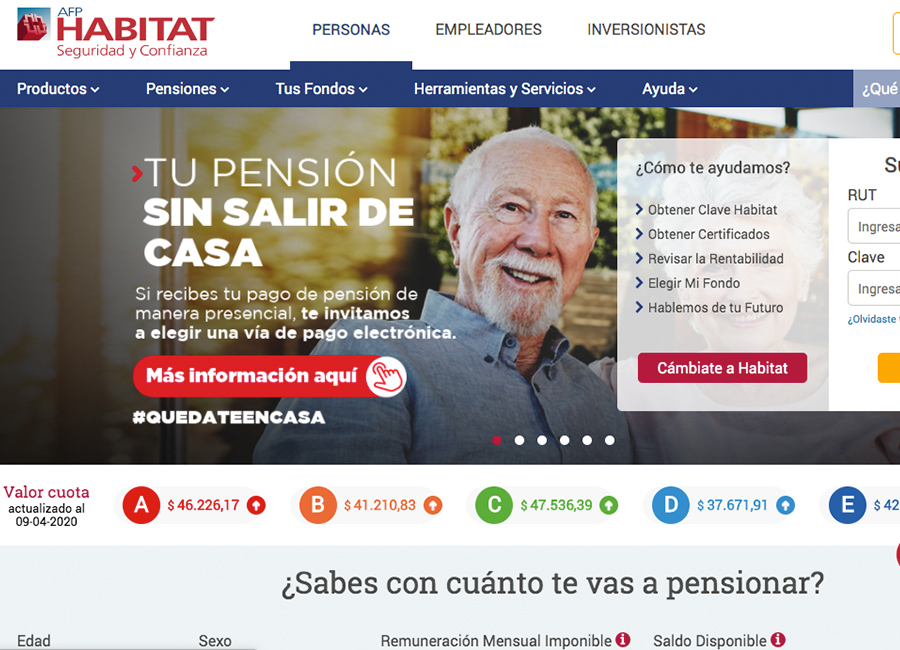 AFP
HABITAT
Seguridad y Confianza
PERSONAS
EMPLEADORES
INVERSIONISTAS
Productos
Pensiones
Tus Fondos
Herramientas y Servicios
Ayuda
¿Qué
TU PENSIÓN
SIN SALIR DE
CASA
Si recibes tu pago de pensión de
manera presencial, te invitamos
a elegir una vía de pago electrónica.
Más información aquí
#QUEDATEENCASA
¿Cómo te ayudamos?
Obtener Clave Habitat
Obtener Certificados
Revisar la Rentabilidad
Elegir Mi Fondo
Hablemos de tu Futuro
Cámbiate a Habitat
Su
RUT
Ingresa
Clave
Ingresa
¿Olvidaste
Valor cuota
actualizado al
09-04-2020
A $ 46.226,17
B $ 41.210,83
C $ 47.536,39
D $ 37.671,91
E $ 42
¿Sabes con cuánto te vas a pensionar?
Edad
Sexo
Remuneración Mensual Imponible
Saldo Disponible